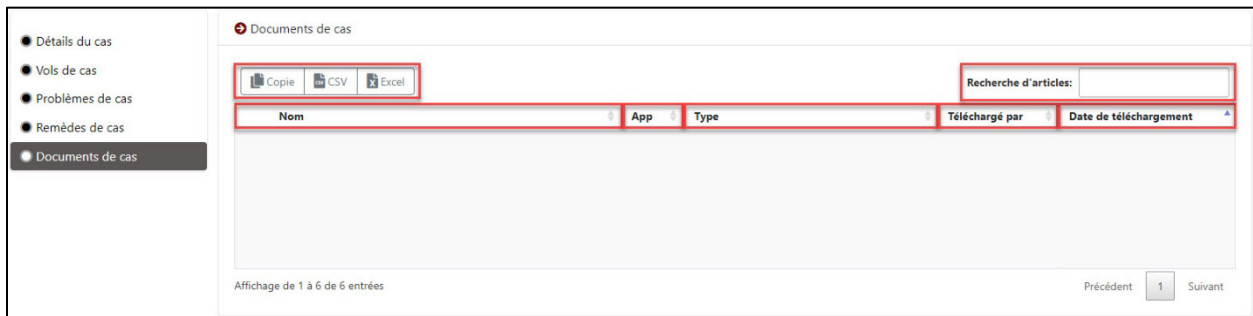 Détails du cas
Vols de cas
Problèmes de cas
Remèdes de cas
Documents de cas
Documents de cas
Copie CSV Excel
Recherche d'articles:
Nom App Type Téléchargé par Date de téléchargement
Affichage de 1 à 6 de 6 entrées
Précédent 1 Suivant